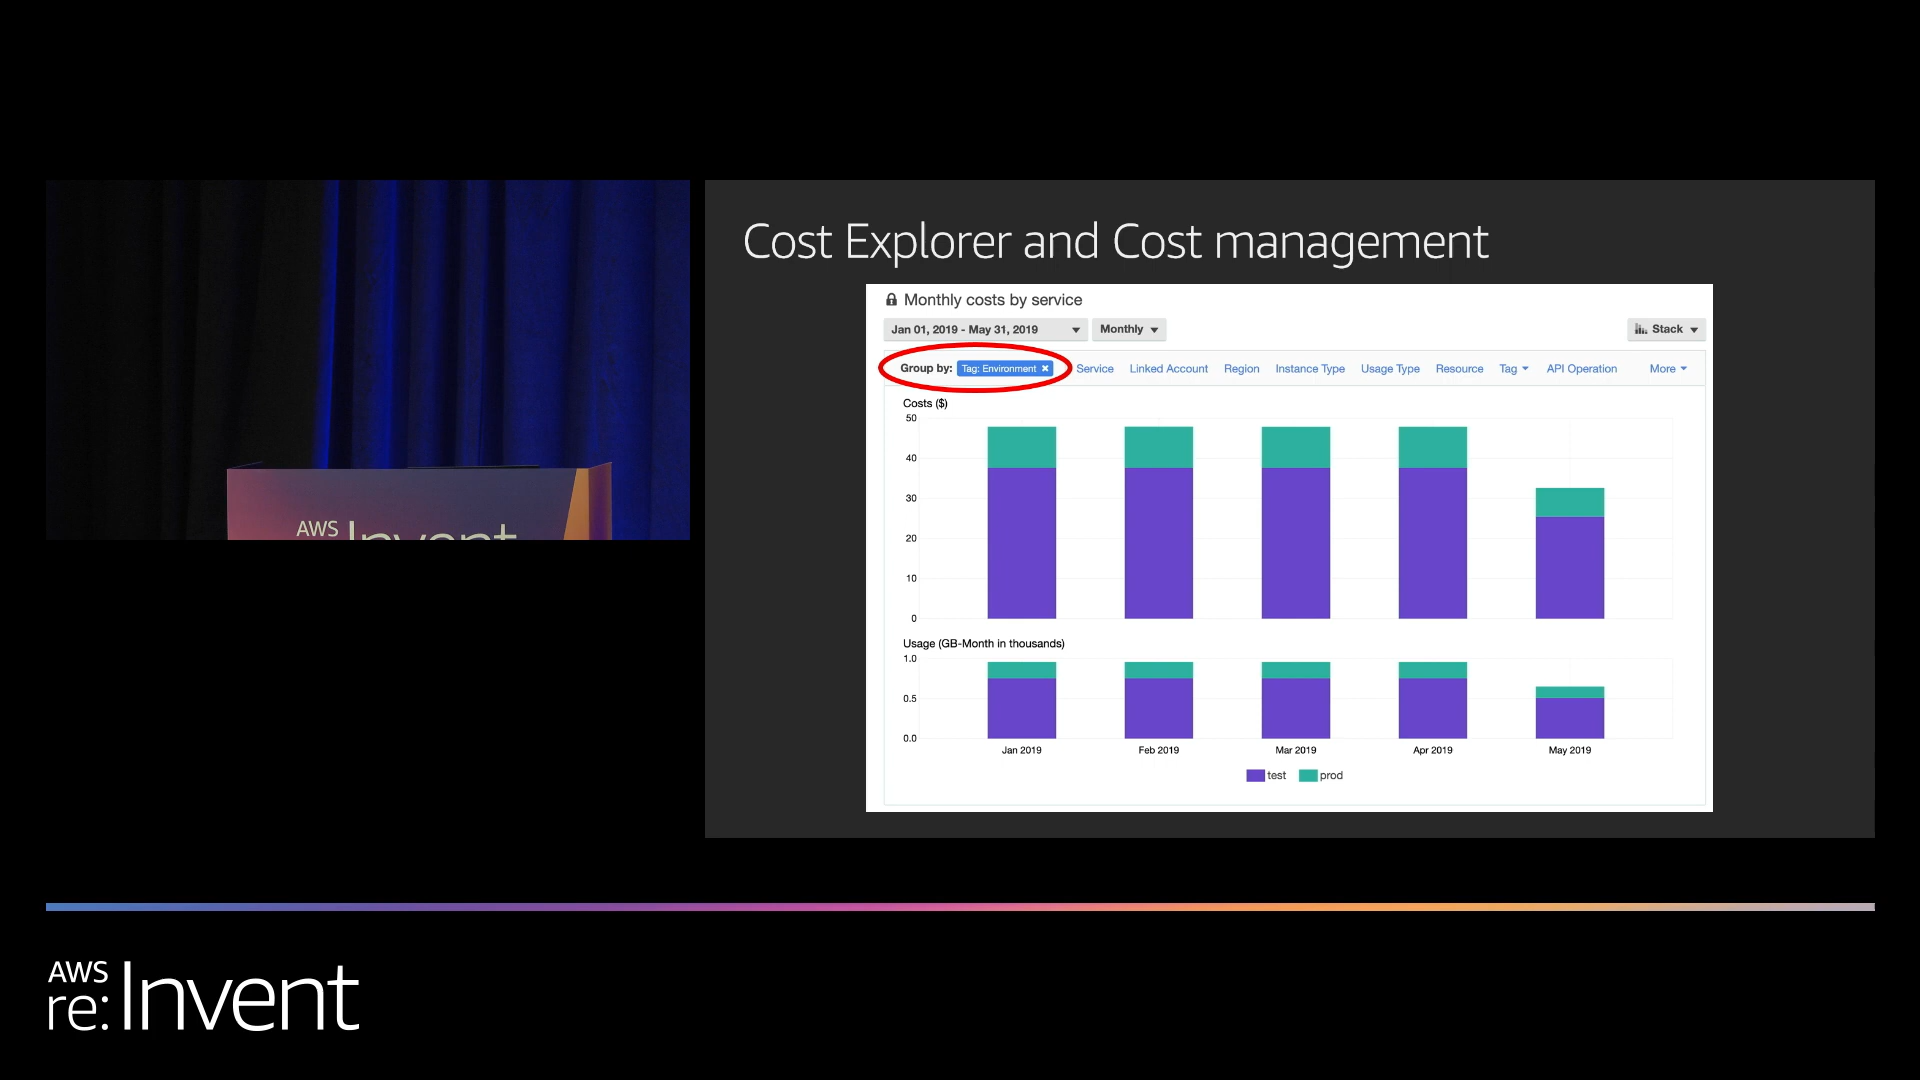 Cost Explorer and Cost management
Monthly costs by service
Jan 01, 2019 - May 31, 2019 Monthly Stack
Group by: Tag: Environment Service Linked Account Region Instance Type Usage Type Resource Tag API Operation More
Costs ($)
50
40
30
20
10
0
Usage (GB-Month in thousands)
1.0
0.5
0.0
Jan 2019 Feb 2019 Mar 2019 Apr 2019 May 2019
test prod
AWS
Invent
AWS
re:Invent